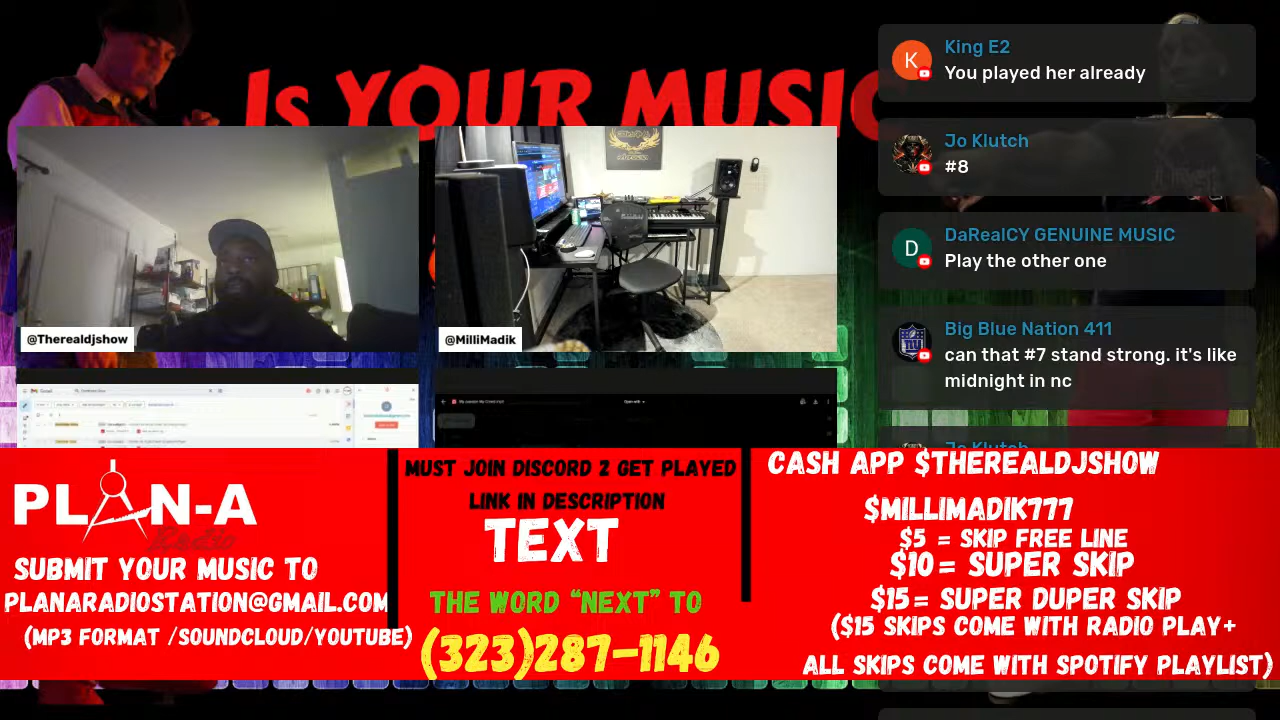 Is YOUR MUSIC
King E2
You played her already
Jo Klutch
#8
DaRealCY GENUINE MUSIC
Play the other one
Big Blue Nation 411
can that #7 stand strong. it's like
midnight in nc
Jo Klutch
@Therealdjshow
@MilliMadik
PLAN-A
Radio
SUBMIT YOUR MUSIC TO
PLANARADIOSTATION@GMAIL.COM
(MP3 FORMAT /SOUNDCLOUD/YOUTUBE)
MUST JOIN DISCORD 2 GET PLAYED
LINK IN DESCRIPTION
TEXT
THE WORD “NEXT” TO
(323)287-1146
CASH APP $THEREALDJSHOW
$MILLIMADIK777
$5 = SKIP FREE LINE
$10= SUPER SKIP
$15= SUPER DUPER SKIP
($15 SKIPS COME WITH RADIO PLAY+
ALL SKIPS COME WITH SPOTIFY PLAYLIST)